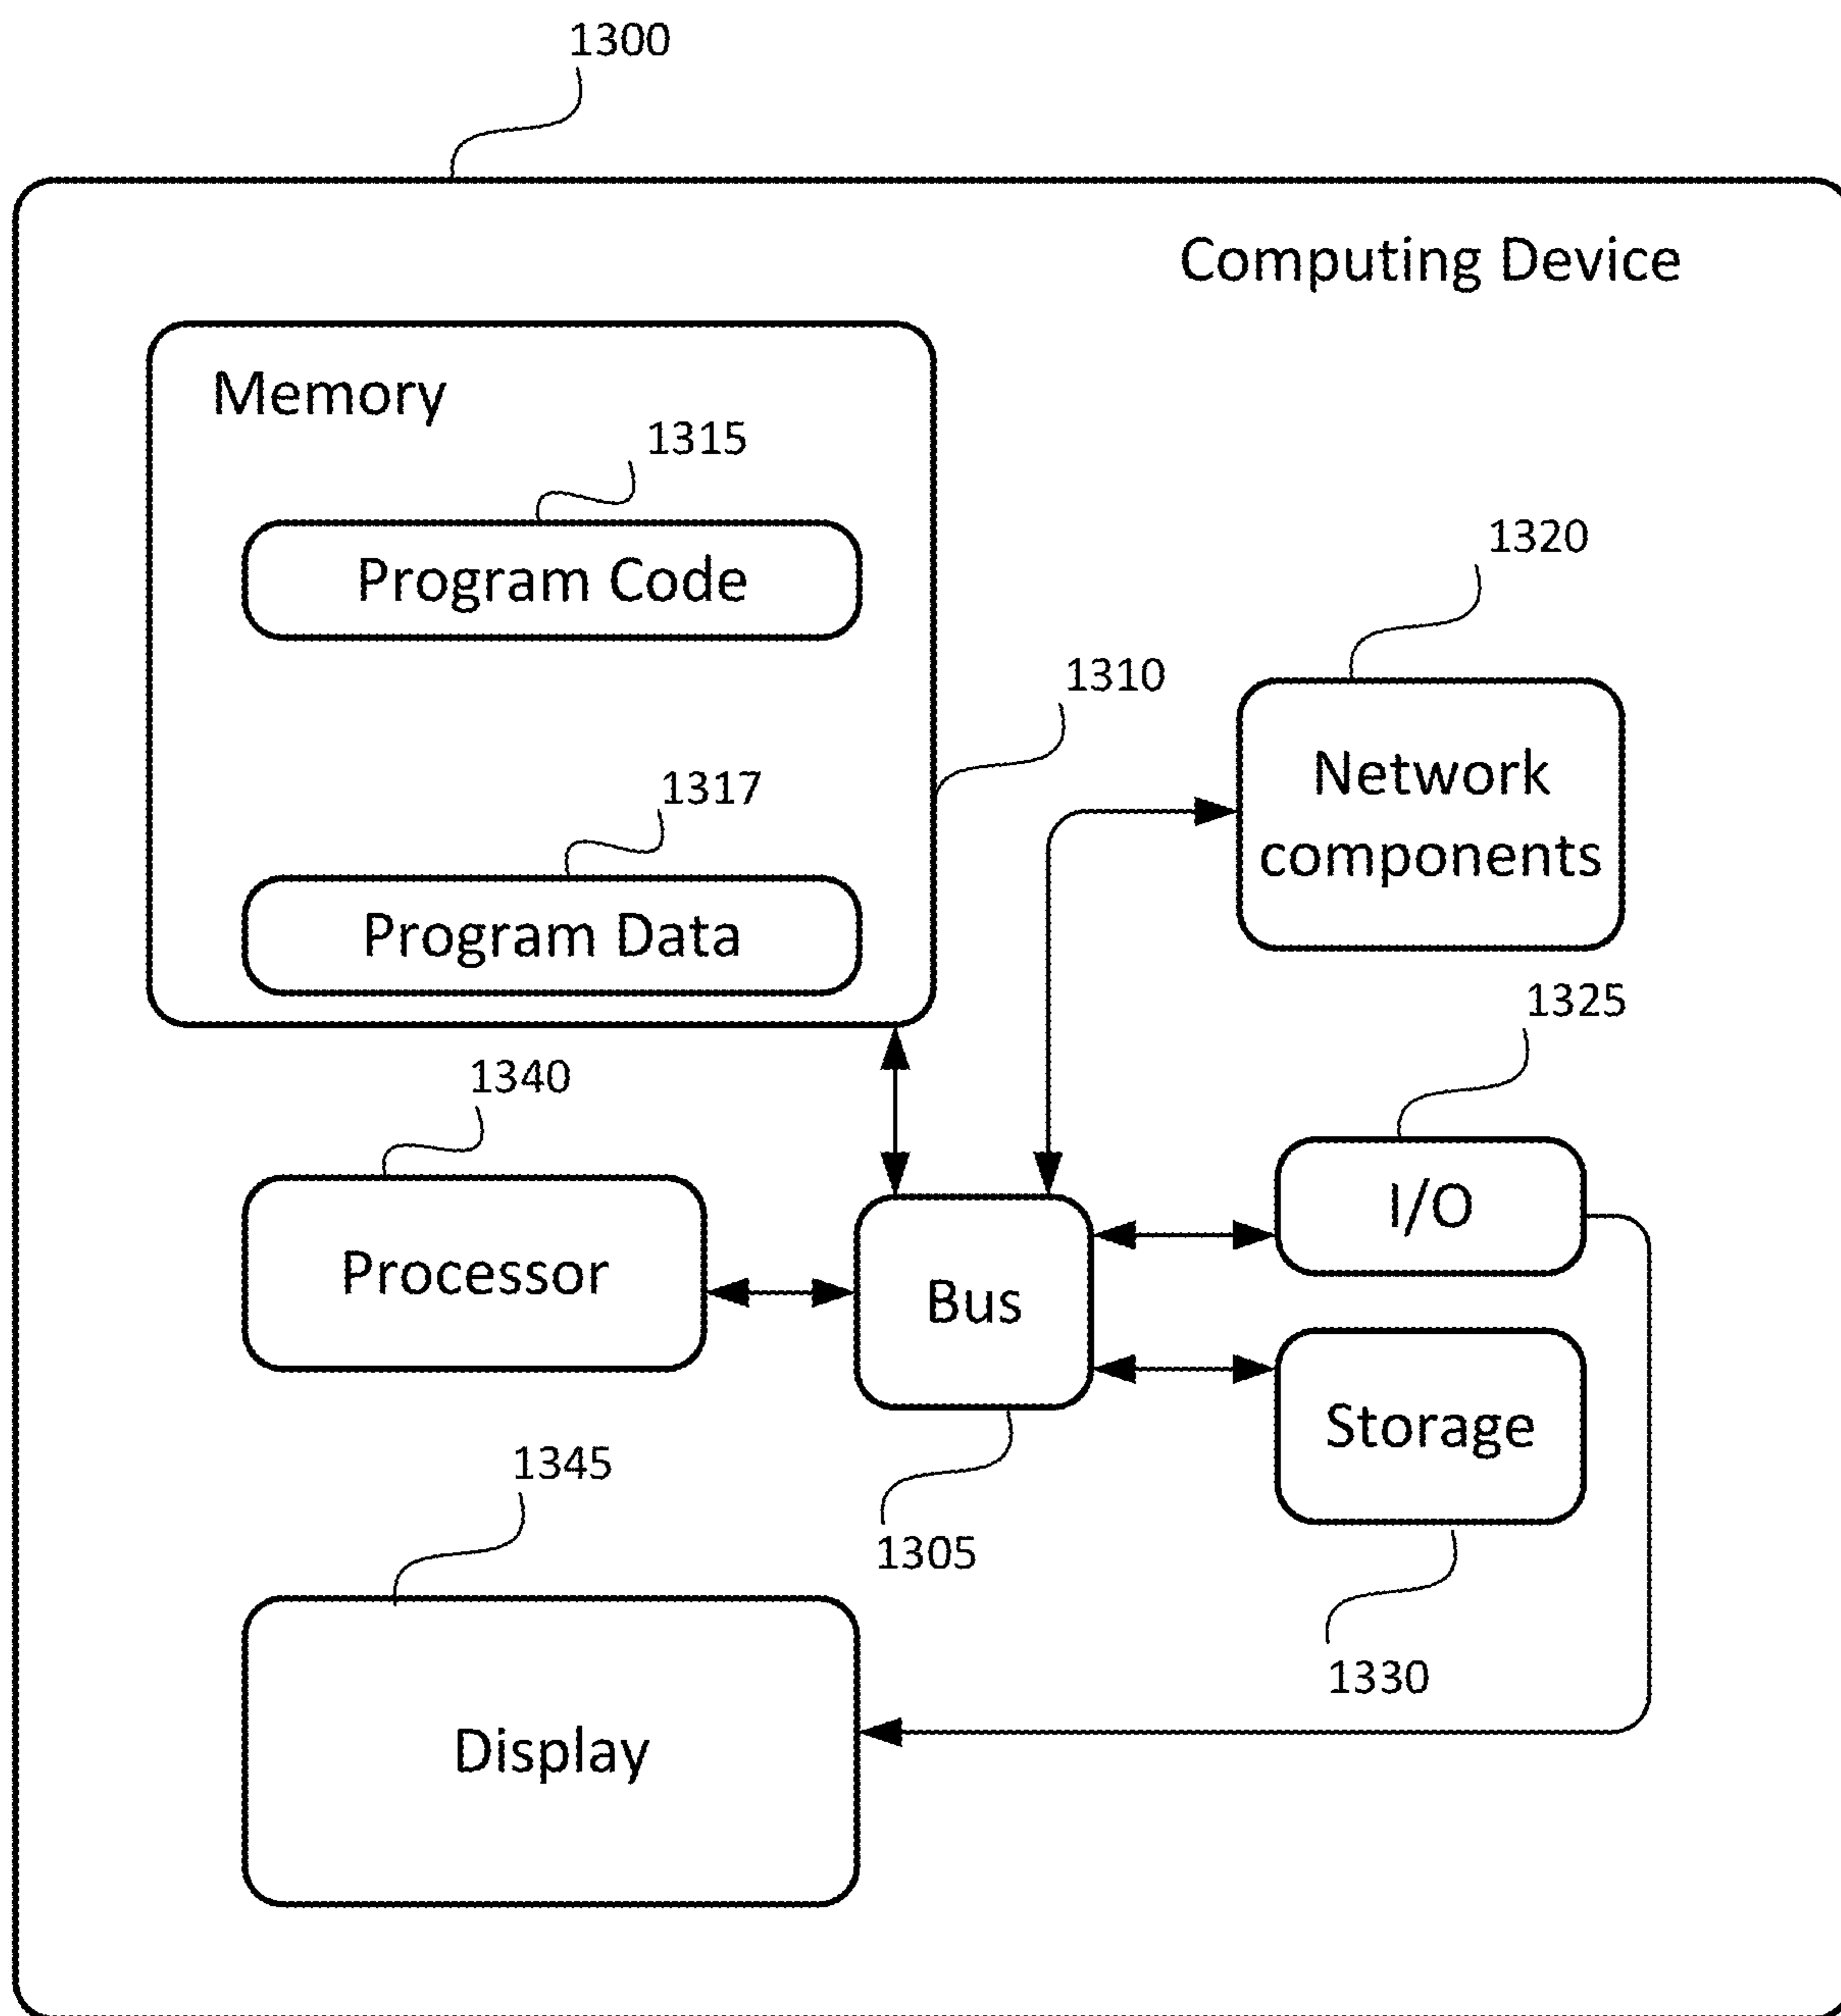 1300
Computing Device
Memory
1315
Program Code
1320
1310
Network
components
1317
Program Data
1325
1340
I/O
Processor
Bus
Storage
1345
1305
1330
Display